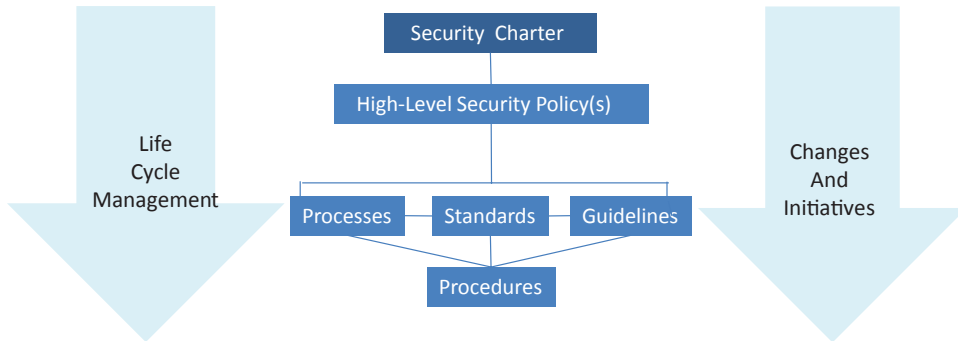 Security Charter
High-Level Security Policy(s)
Life
Cycle
Management
Changes
And
Initiatives
Processes
Standards
Guidelines
Procedures